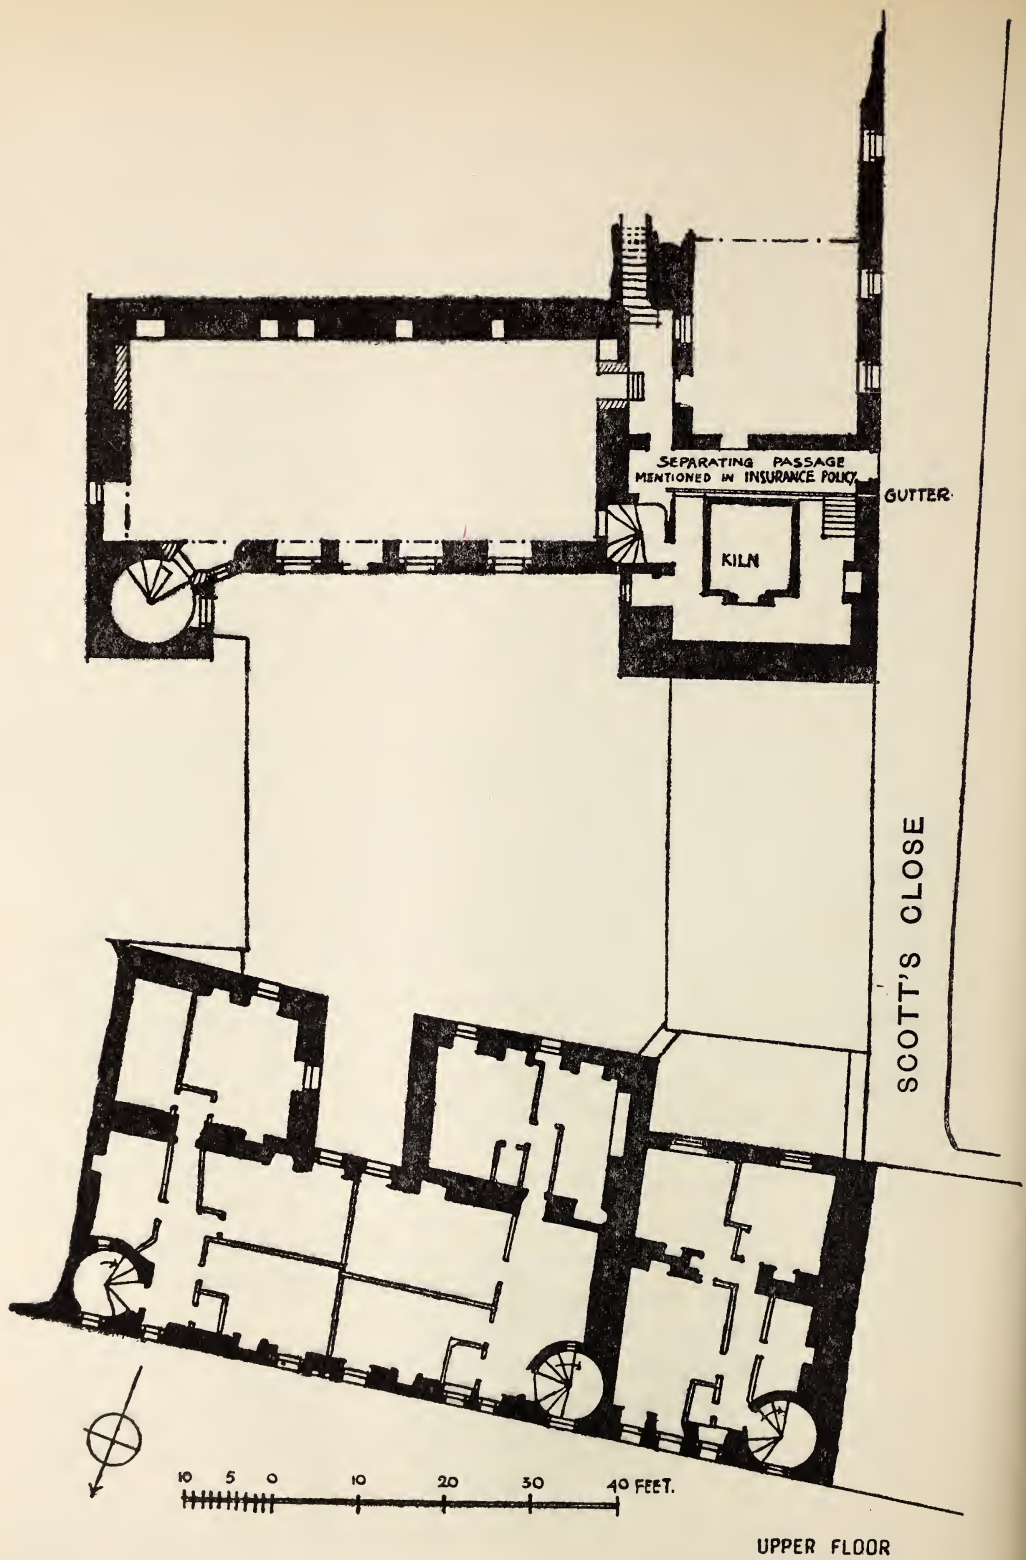 SEPARATING PASSAGE
MENTIONED IN INSURANCE POLICY.
GUTTER.
KILN
SCOTT'S CLOSE
10 5 0 10 20 30 40 FEET.
UPPER FLOOR